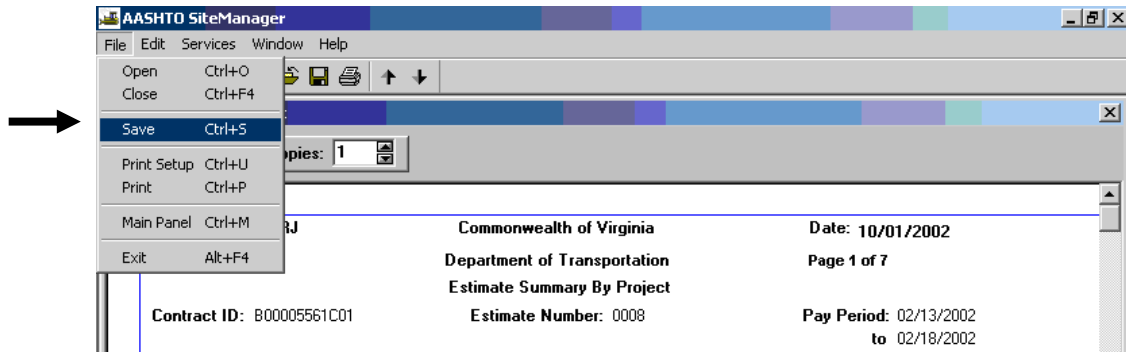 AASHTO SiteManager
File Edit Services Window Help
Open Ctrl+O
Close Ctrl+F4
Save Ctrl+S
opies: 1
Print Setup Ctrl+U
Print Ctrl+P
Main Panel Ctrl+M
RJ Commonwealth of Virginia Date: 10/01/2002
Exit Alt+F4
Department of Transportation Page 1 of 7
Estimate Summary By Project
Contract ID: B00005561C01 Estimate Number: 0008 Pay Period: 02/13/2002
to 02/18/2002